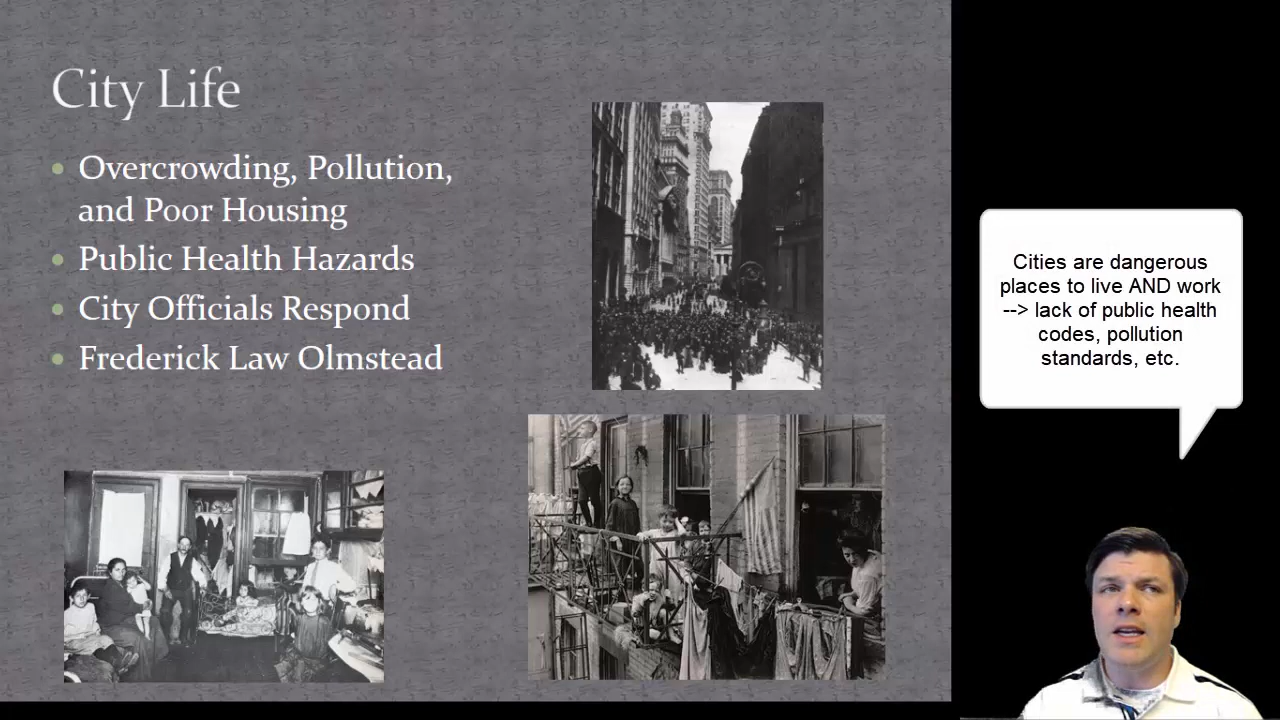 City Life
Overcrowding, Pollution,
and Poor Housing
Public Health Hazards
City Officials Respond
Frederick Law Olmstead
Cities are dangerous
places to live AND work
--> lack of public health
codes, pollution
standards, etc.